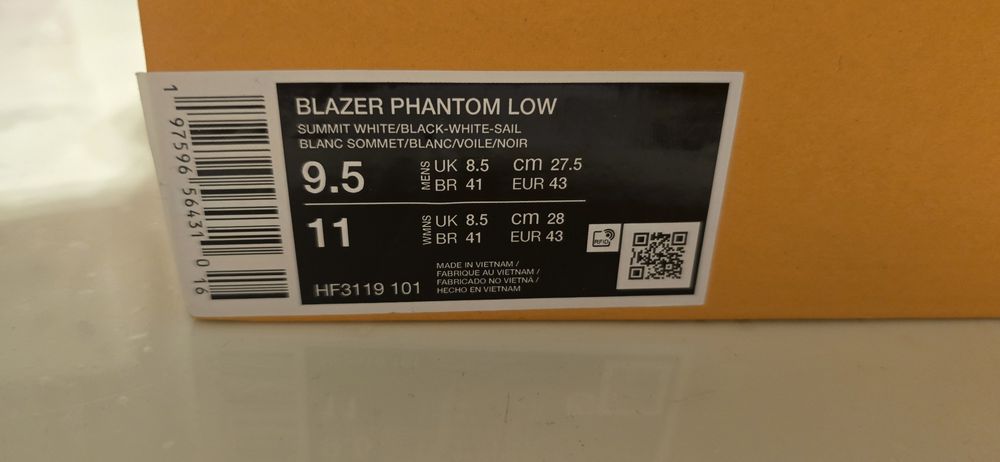 1 97596 56431 0 16
BLAZER PHANTOM LOW
SUMMIT WHITE/BLACK-WHITE-SAIL
BLANC SOMMET/BLANC/VOILE/NOIR
9.5 MENS UK 8.5 cm 27.5
BR 41 EUR 43
11 WMNS UK 8.5 cm 28
BR 41 EUR 43
HF3119 101
MADE IN VIETNAM /
FABRIQUE AU VIETNAM /
FABRICADO NO VIETNA /
HECHO EN VIETNAM
RFID